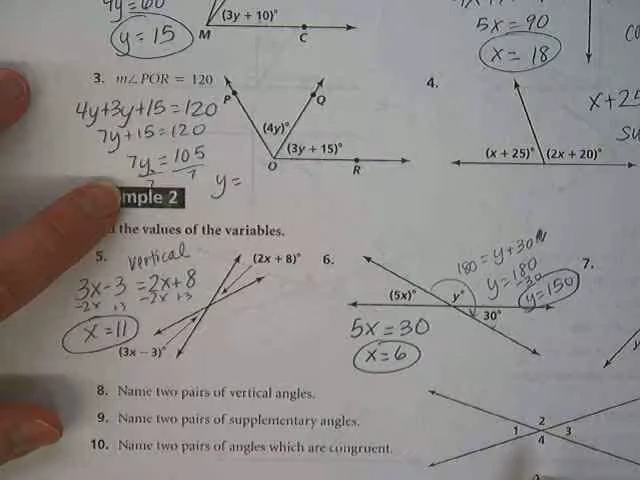 4y = 60
y = 15
(3y + 10)°
M
C
5x = 90
x = 18
3. m∠POR = 120
4y+3y+15=120
7y+15=120
7y = 105
7 7
y =
P
Q
(4y)°
(3y + 15)°
O
R
4.
x+25
(x + 25)°
(2x + 20)°
mple 2
the values of the variables.
5.
vertical
3x-3 = 2x+8
-2x +3 -2x +3
x = 11
(2x + 8)°
(3x − 3)°
6.
180 = y+30
y = 180
-30
y=150
(5x)°
y°
30°
5x = 30
x = 6
7.
8. Name two pairs of vertical angles.
9. Name two pairs of supplementary angles.
10. Name two pairs of angles which are congruent.
1
2
3
4